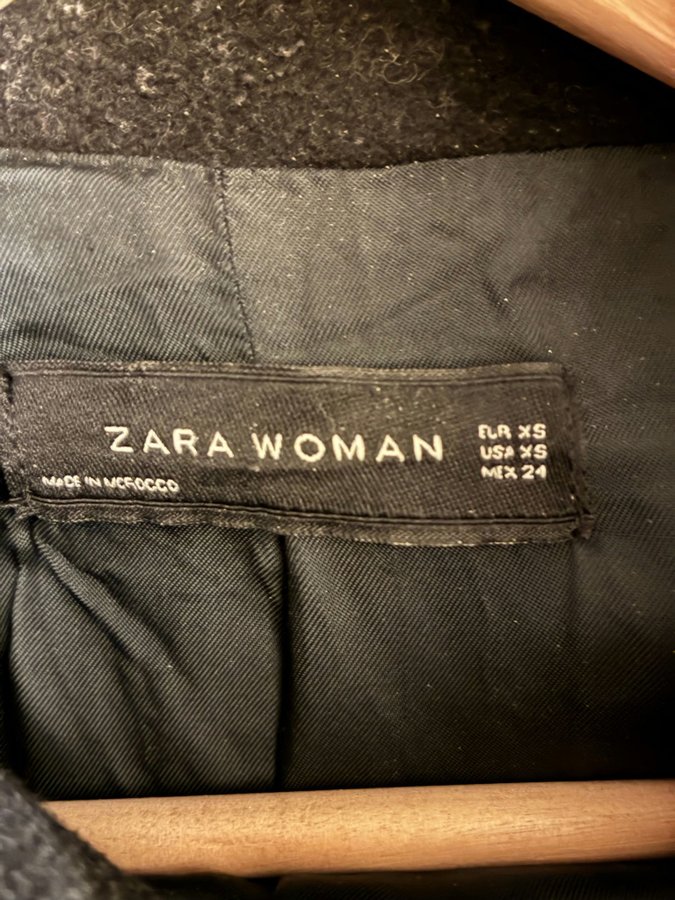 ZARA WOMAN
MADE IN MOROCCO
EUR XS
USA XS
MEX 24